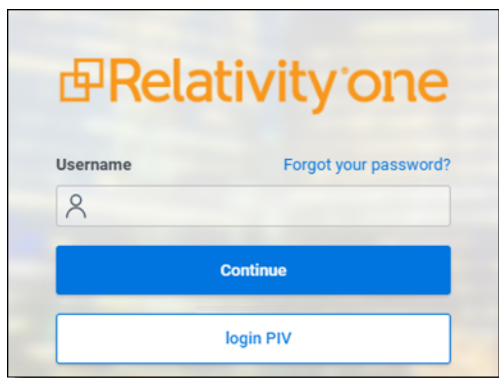 Relativity one
Username Forgot your password?
Continue
login PIV